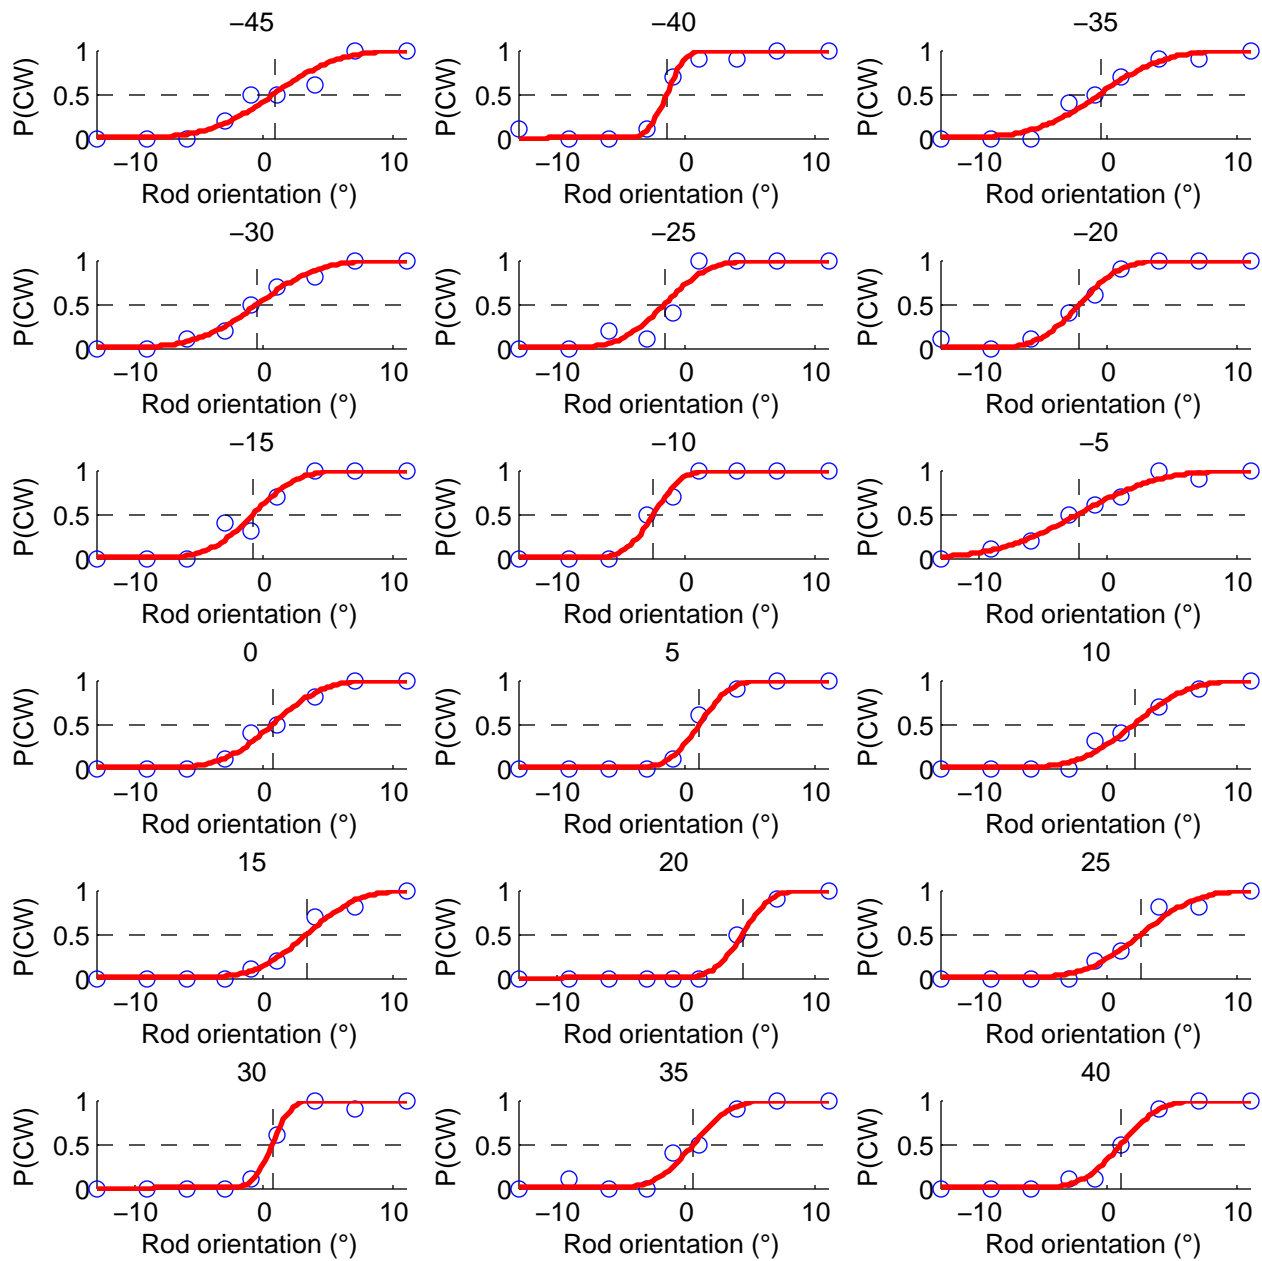 −45 −40 −35
1 1 1
P(CW) 0.5 P(CW) 0.5 P(CW) 0.5
0 0 0
−10 0 10 −10 0 10 −10 0 10
Rod orientation (°) Rod orientation (°) Rod orientation (°)
−30 −25 −20
1 1 1
P(CW) 0.5 P(CW) 0.5 P(CW) 0.5
0 0 0
−10 0 10 −10 0 10 −10 0 10
Rod orientation (°) Rod orientation (°) Rod orientation (°)
−15 −10 −5
1 1 1
P(CW) 0.5 P(CW) 0.5 P(CW) 0.5
0 0 0
−10 0 10 −10 0 10 −10 0 10
Rod orientation (°) Rod orientation (°) Rod orientation (°)
0 5 10
1 1 1
P(CW) 0.5 P(CW) 0.5 P(CW) 0.5
0 0 0
−10 0 10 −10 0 10 −10 0 10
Rod orientation (°) Rod orientation (°) Rod orientation (°)
15 20 25
1 1 1
P(CW) 0.5 P(CW) 0.5 P(CW) 0.5
0 0 0
−10 0 10 −10 0 10 −10 0 10
Rod orientation (°) Rod orientation (°) Rod orientation (°)
30 35 40
1 1 1
P(CW) 0.5 P(CW) 0.5 P(CW) 0.5
0 0 0
−10 0 10 −10 0 10 −10 0 10
Rod orientation (°) Rod orientation (°) Rod orientation (°)